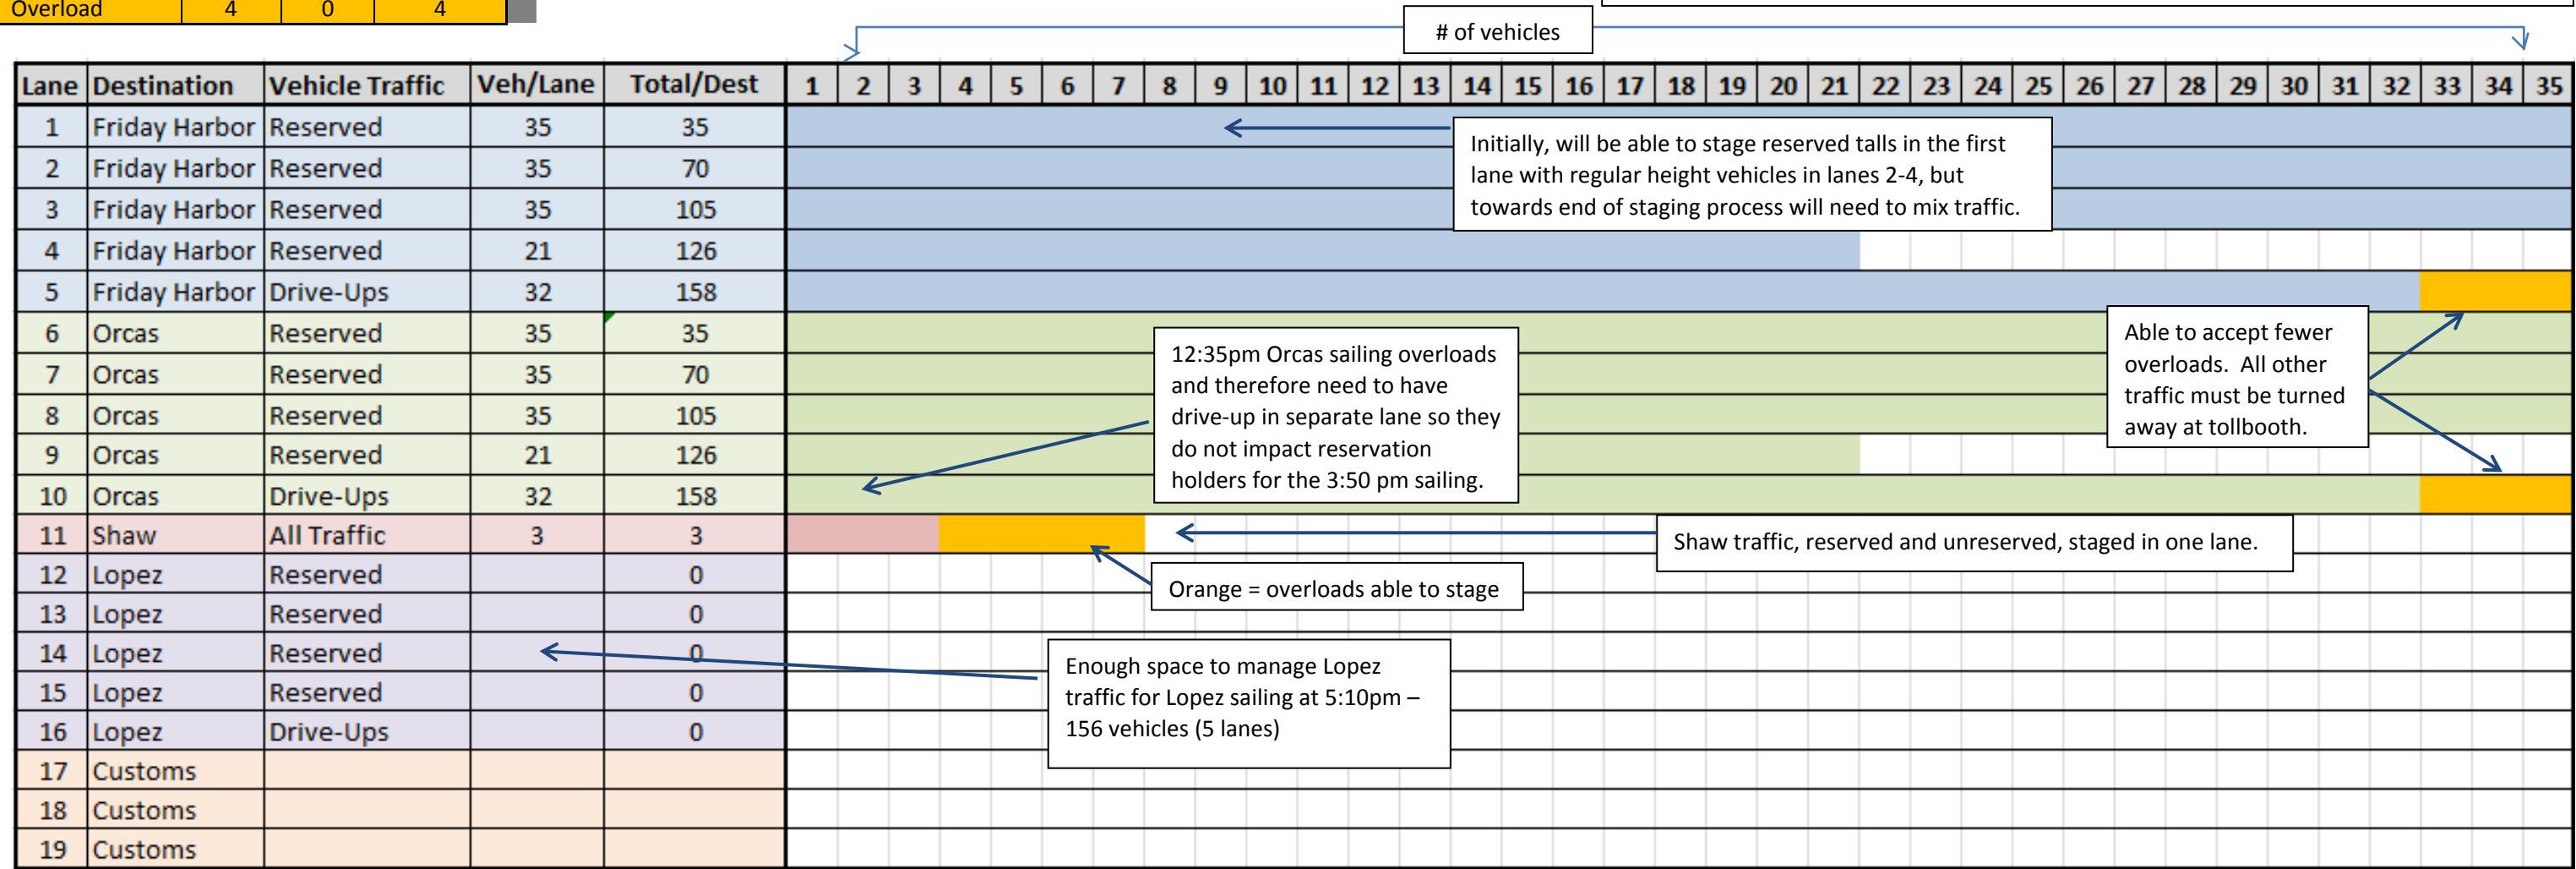 Overload 4 0 4
# of vehicles
Lane Destination Vehicle Traffic Veh/Lane Total/Dest 1 2 3 4 5 6 7 8 9 10 11 12 13 14 15 16 17 18 19 20 21 22 23 24 25 26 27 28 29 30 31 32 33 34 35
1 Friday Harbor Reserved 35 35
2 Friday Harbor Reserved 35 70
3 Friday Harbor Reserved 35 105
4 Friday Harbor Reserved 21 126
5 Friday Harbor Drive-Ups 32 158
6 Orcas Reserved 35 35
7 Orcas Reserved 35 70
8 Orcas Reserved 35 105
9 Orcas Reserved 21 126
10 Orcas Drive-Ups 32 158
11 Shaw All Traffic 3 3
12 Lopez Reserved 0
13 Lopez Reserved 0
14 Lopez Reserved 0
15 Lopez Reserved 0
16 Lopez Drive-Ups 0
17 Customs
18 Customs
19 Customs
Initially, will be able to stage reserved talls in the first
lane with regular height vehicles in lanes 2-4, but
towards end of staging process will need to mix traffic.
12:35pm Orcas sailing overloads
and therefore need to have
drive-up in separate lane so they
do not impact reservation
holders for the 3:50 pm sailing.
Able to accept fewer
overloads. All other
traffic must be turned
away at tollbooth.
Shaw traffic, reserved and unreserved, staged in one lane.
Orange = overloads able to stage
Enough space to manage Lopez
traffic for Lopez sailing at 5:10pm –
156 vehicles (5 lanes)